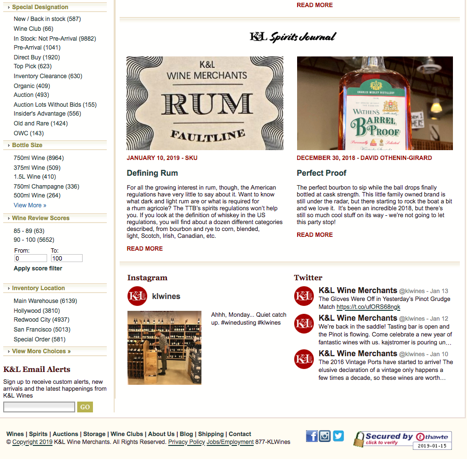 Special Designation
New / Back in stock (587)
Wine Club (66)
In Stock: Not Pre-Arrival (9882)
Pre-Arrival (1041)
Direct Buy (1920)
Top Pick (623)
Inventory Clearance (630)
Organic (409)
Auction (493)
Auction Lots Without Bids (155)
Insider's Advantage (556)
Old and Rare (1424)
OWC (143)
Bottle Size
750ml Wine (8964)
375ml Wine (509)
1.5L Wine (410)
750ml Champagne (336)
500ml Wine (264)
View More »
Wine Review Scores
85 - 89 (63)
90 - 100 (5652)
From: To:
0 100
Apply score filter
Inventory Location
Main Warehouse (6139)
Hollywood (3810)
Redwood City (4937)
San Francisco (5013)
Special Order (581)
View More Choices »
K&L Email Alerts
Sign up to receive custom alerts, new
arrivals and the latest happenings from
K&L Wines
GO
READ MORE
K&L Spirits Journal
K&L
WINE MERCHANTS
RUM
FAULTLINE
JANUARY 10, 2019 - SKU
Defining Rum
For all the growing interest in rum, though, the American
regulations have very little to say about it. Want to know
what dark and light rum are or what is required for
a rhum agricole? The TTB's spirits regulations won't help
you. If you look at the definition of whiskey in the US
regulations, you will find about a dozen different categories
described, from bourbon and rye to corn, blended,
light, Scotch, Irish, Canadian, etc.
READ MORE
WATHEN'S
BARREL
PROOF
DECEMBER 30, 2018 - DAVID OTHENIN-GIRARD
Perfect Proof
The perfect bourbon to sip while the ball drops finally
bottled at cask strength. This little family owned brand is
still under the radar, but there starting to rock the boat a bit
and we love it. It's been an incredible 2018, but there's
still so much cool stuff on its way - we're not going to let
this party stop!
READ MORE
Instagram
K&L klwines
Ahhh, Monday... Quiet catch
up. #winedusting #klwines
Twitter
K&L Wine Merchants @klwines - Jan 13
The Gloves Were Off in Yesterday's Pinot Grudge
Match https://t.co/ufORS68ngk
K&L Wine Merchants @klwines - Jan 12
We're back in the saddle! Tasting bar is open and
the Pinot is flowing. Come celebrate a new year of
fantastic wines with us. kajstromer is pouring un…
K&L Wine Merchants @klwines - Jan 10
The 2016 Vintage Ports have started to arrive! The
elusive declaration of a vintage only happens a
few times a decade, so these wines are worth…
Wines | Spirits | Auctions | Storage | Wine Clubs | About Us | Blog | Shipping | Contact
© Copyright 2019 K&L Wine Merchants. All Rights Reserved. Privacy Policy Jobs/Employment 877-KLWines
Secured by thawte
click to verify
2019-01-15